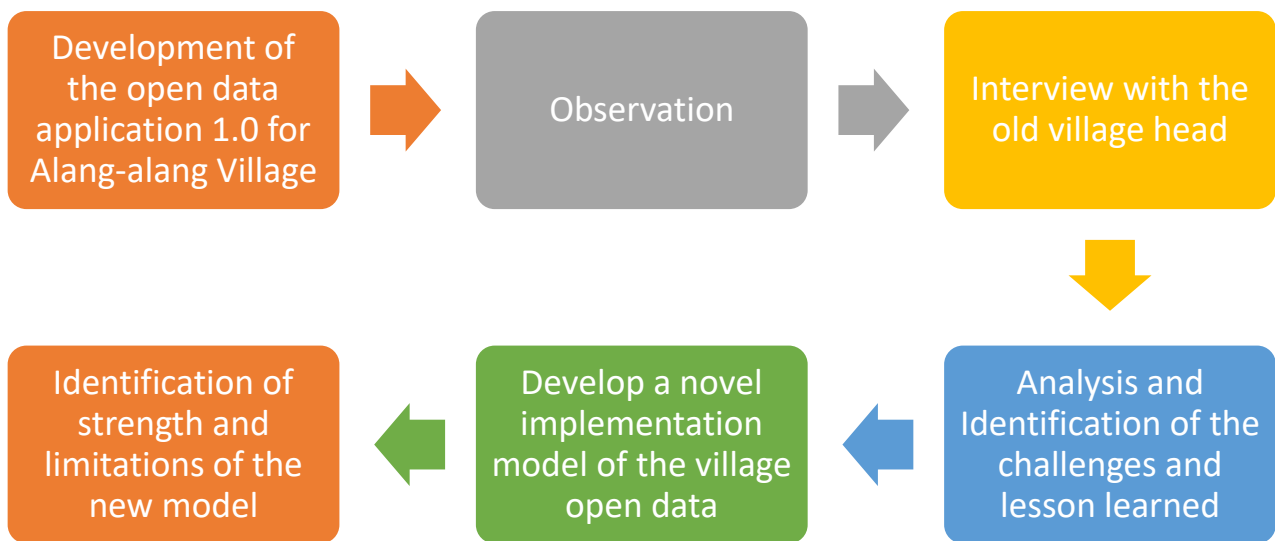 Development of
the open data
application 1.0 for
Alang-alang Village
Observation
Interview with the
old village head
Analysis and
Identification of the
challenges and
lesson learned
Develop a novel
implementation
model of the village
open data
Identification of
strength and
limitations of the
new model